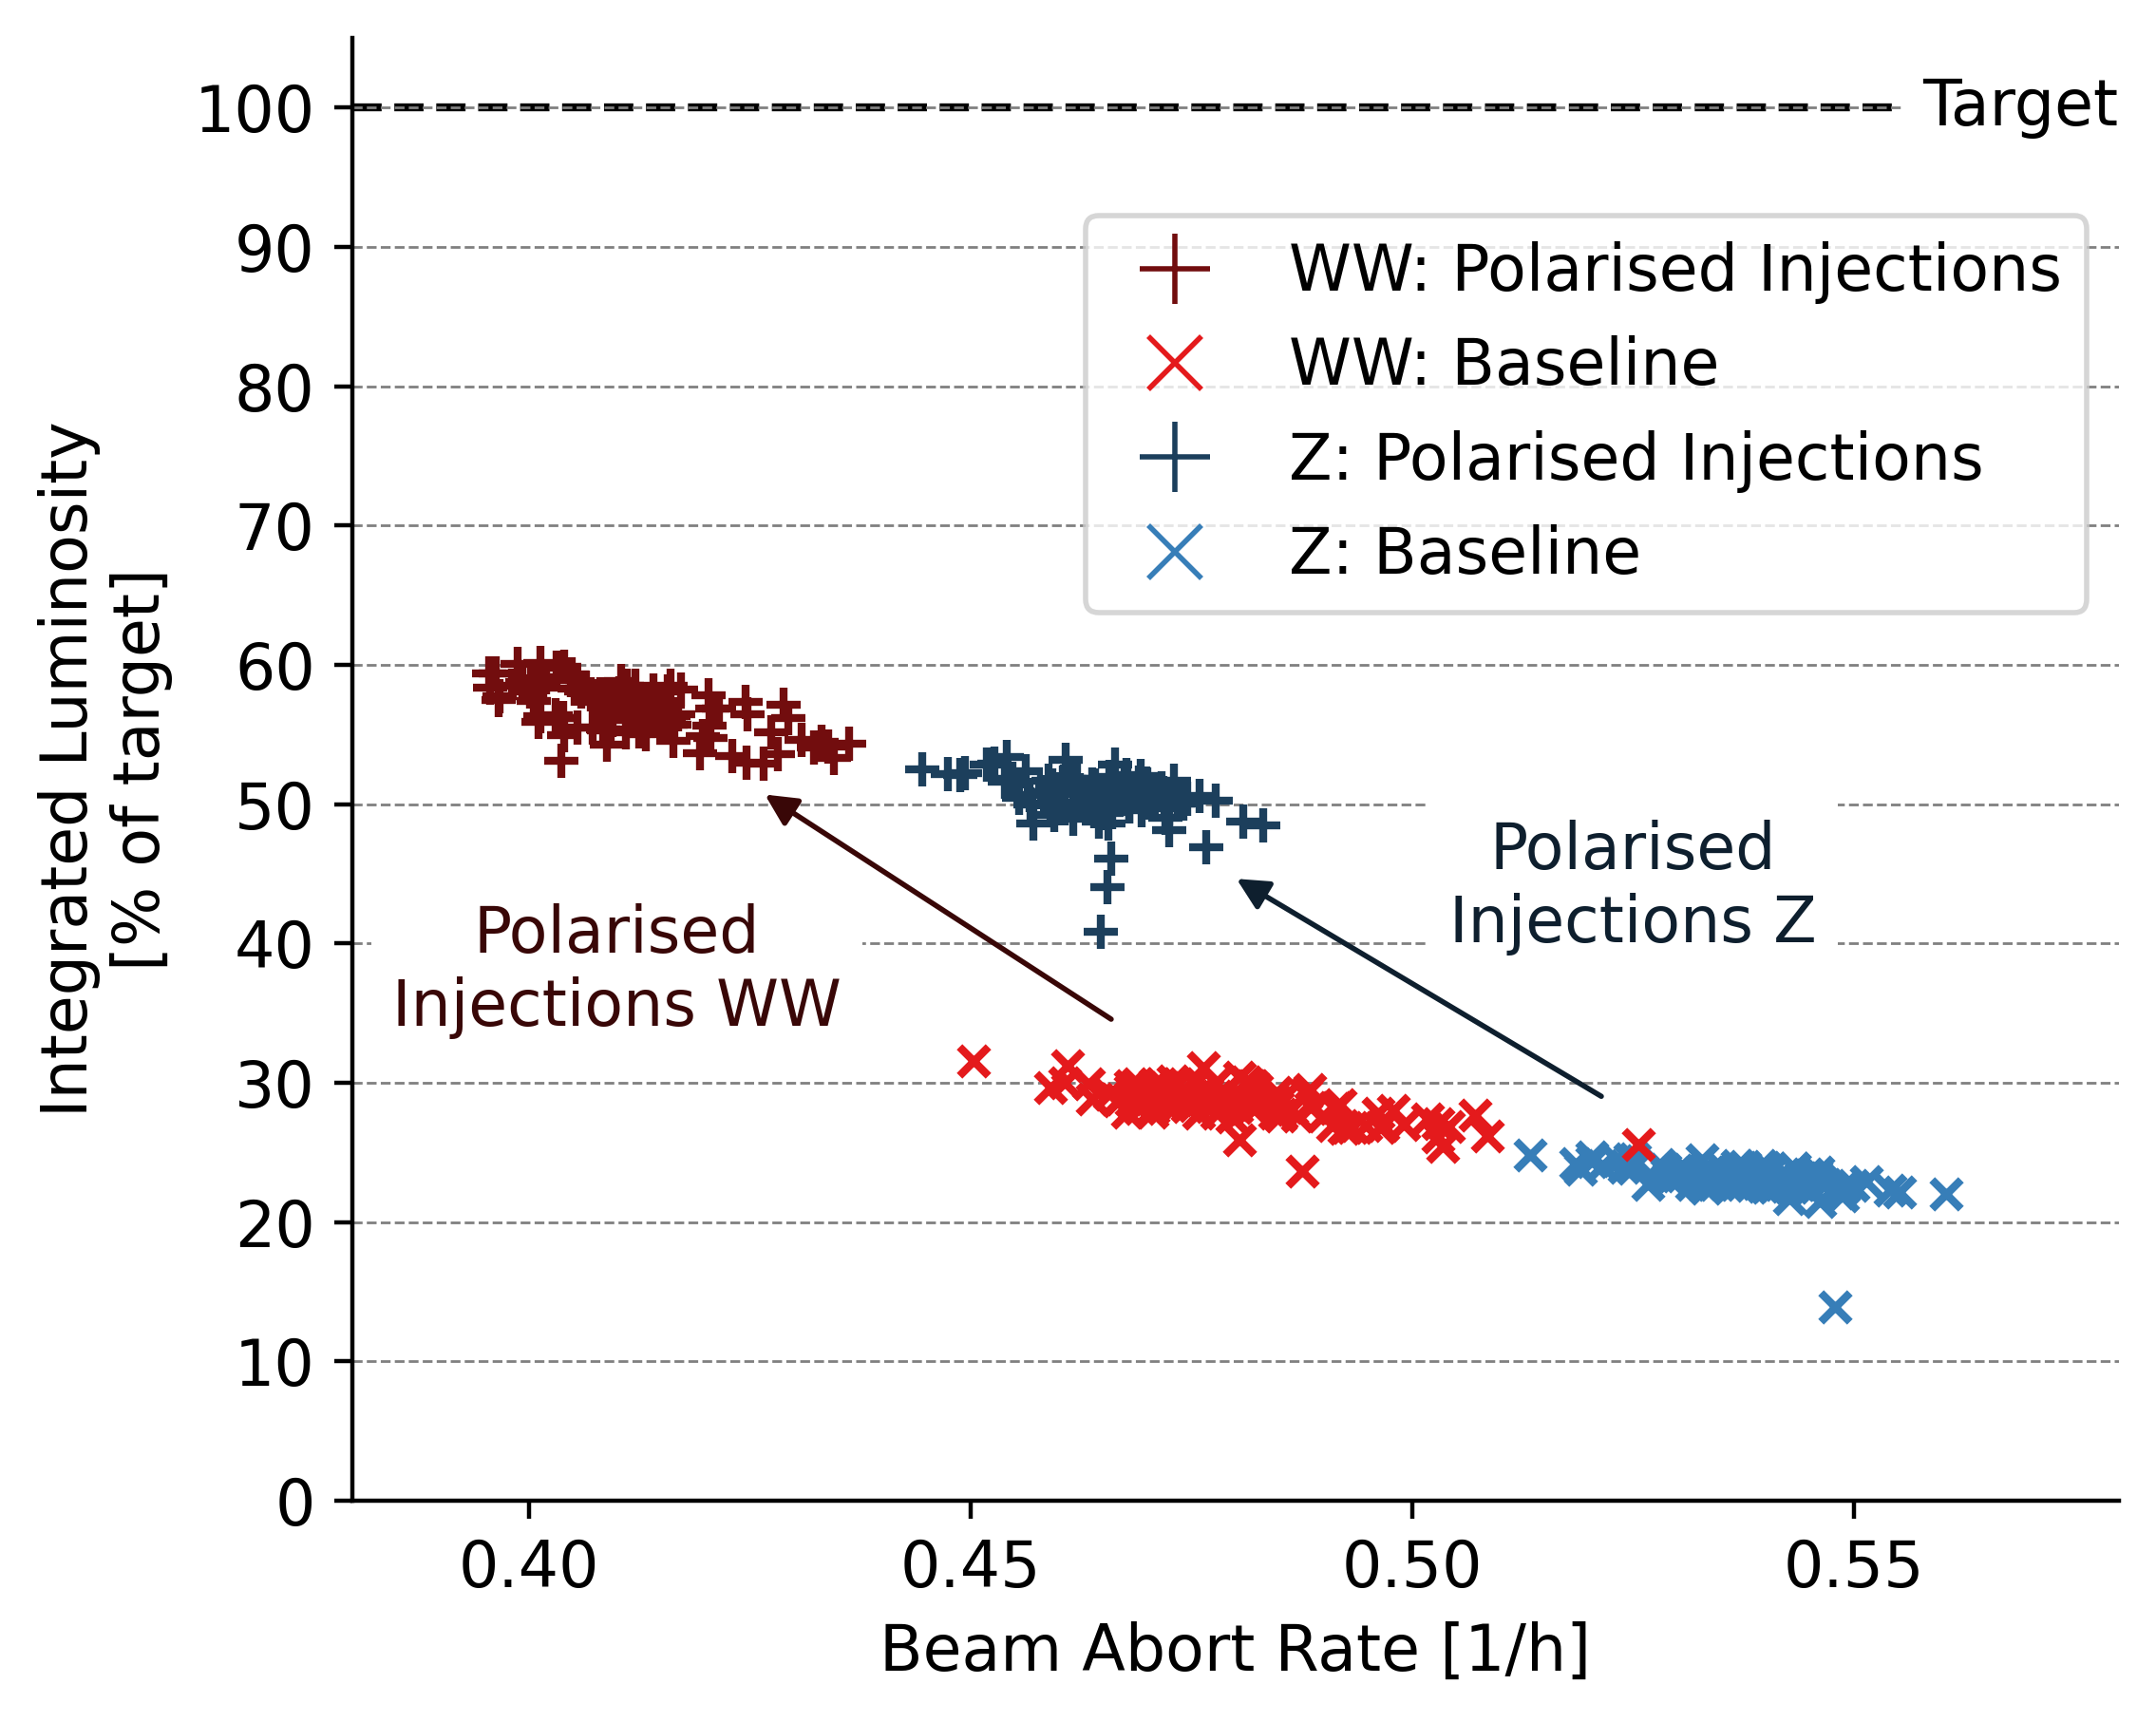 Target
100
90
80
70
60
50
40
30
20
10
0
Integrated Luminosity
[% of target]
WW: Polarised Injections
WW: Baseline
Z: Polarised Injections
Z: Baseline
Polarised
Injections Z
Polarised
Injections WW
0.40
0.45
0.50
0.55
Beam Abort Rate [1/h]